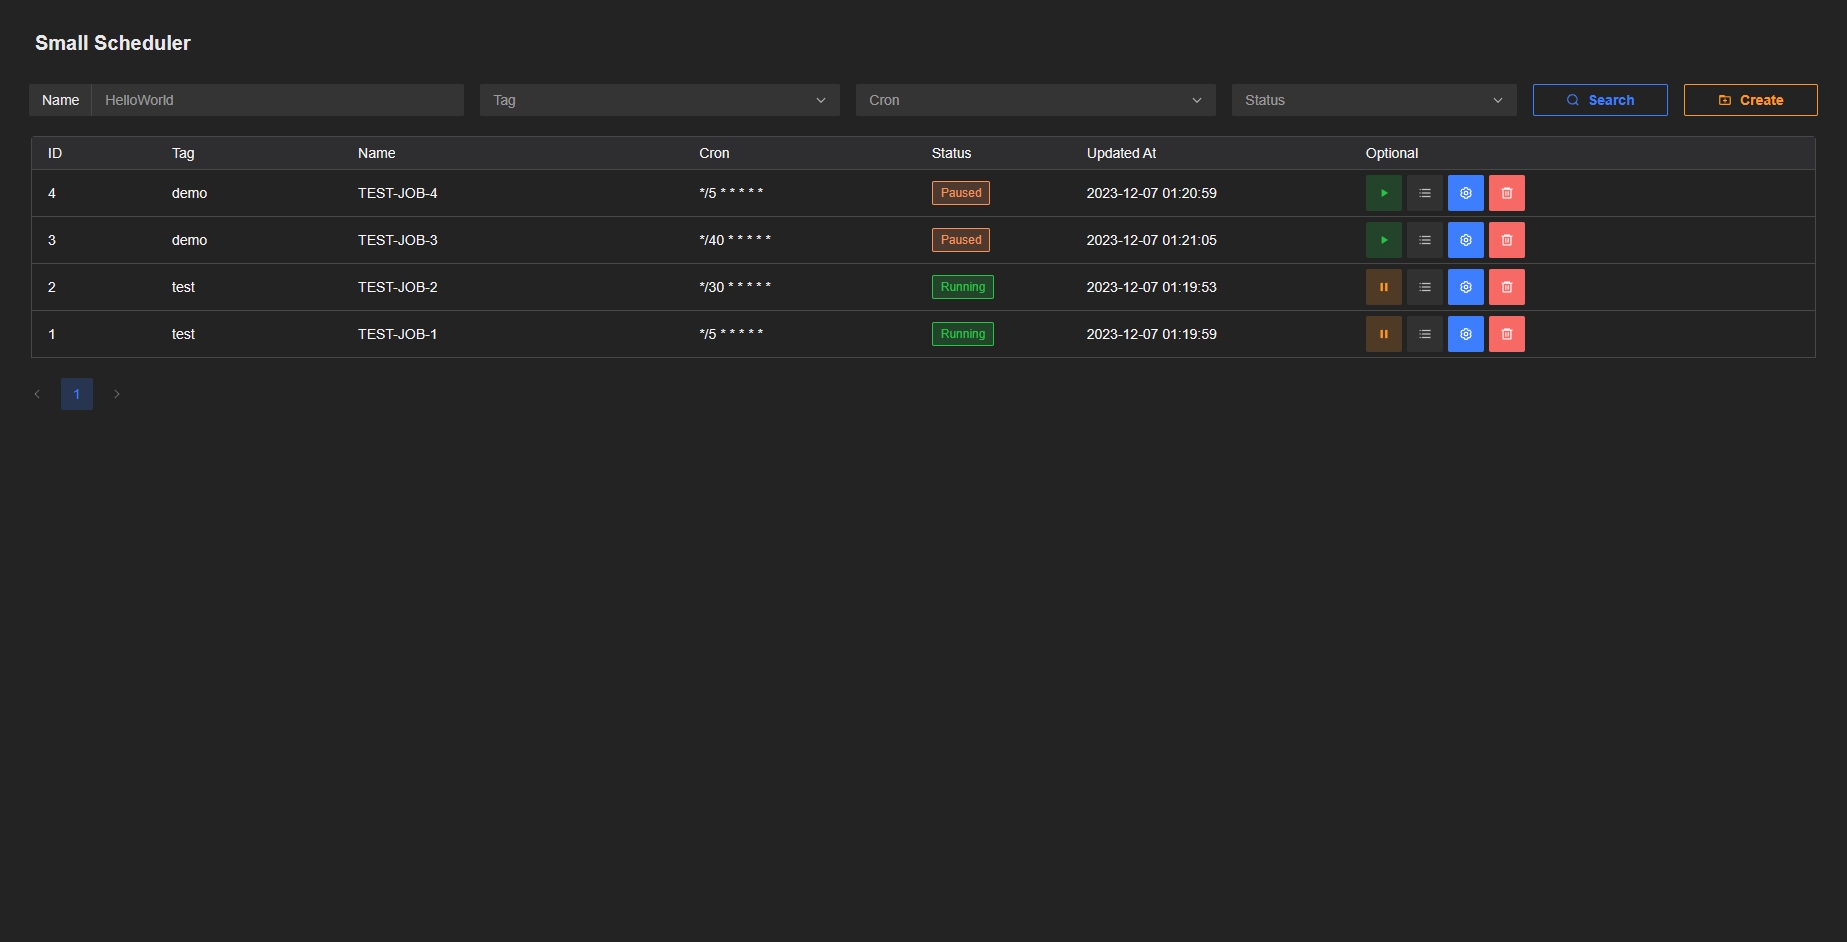 Small Scheduler
Name HelloWorld Tag Cron Status Search Create
ID Tag Name Cron Status Updated At Optional
4 demo TEST-JOB-4 */5 * * * * * Paused 2023-12-07 01:20:59
3 demo TEST-JOB-3 */40 * * * * * Paused 2023-12-07 01:21:05
2 test TEST-JOB-2 */30 * * * * * Running 2023-12-07 01:19:53
1 test TEST-JOB-1 */5 * * * * * Running 2023-12-07 01:19:59
1